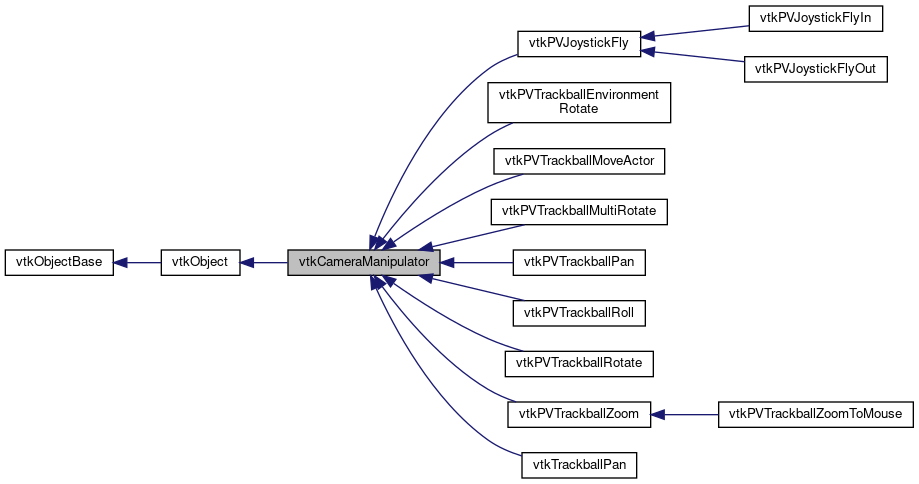 vtkObjectBase
vtkObject
vtkCameraManipulator
vtkPVJoystickFly
vtkPVJoystickFlyIn
vtkPVJoystickFlyOut
vtkPVTrackballEnvironment
Rotate
vtkPVTrackballMoveActor
vtkPVTrackballMultiRotate
vtkPVTrackballPan
vtkPVTrackballRoll
vtkPVTrackballRotate
vtkPVTrackballZoom
vtkPVTrackballZoomToMouse
vtkTrackballPan